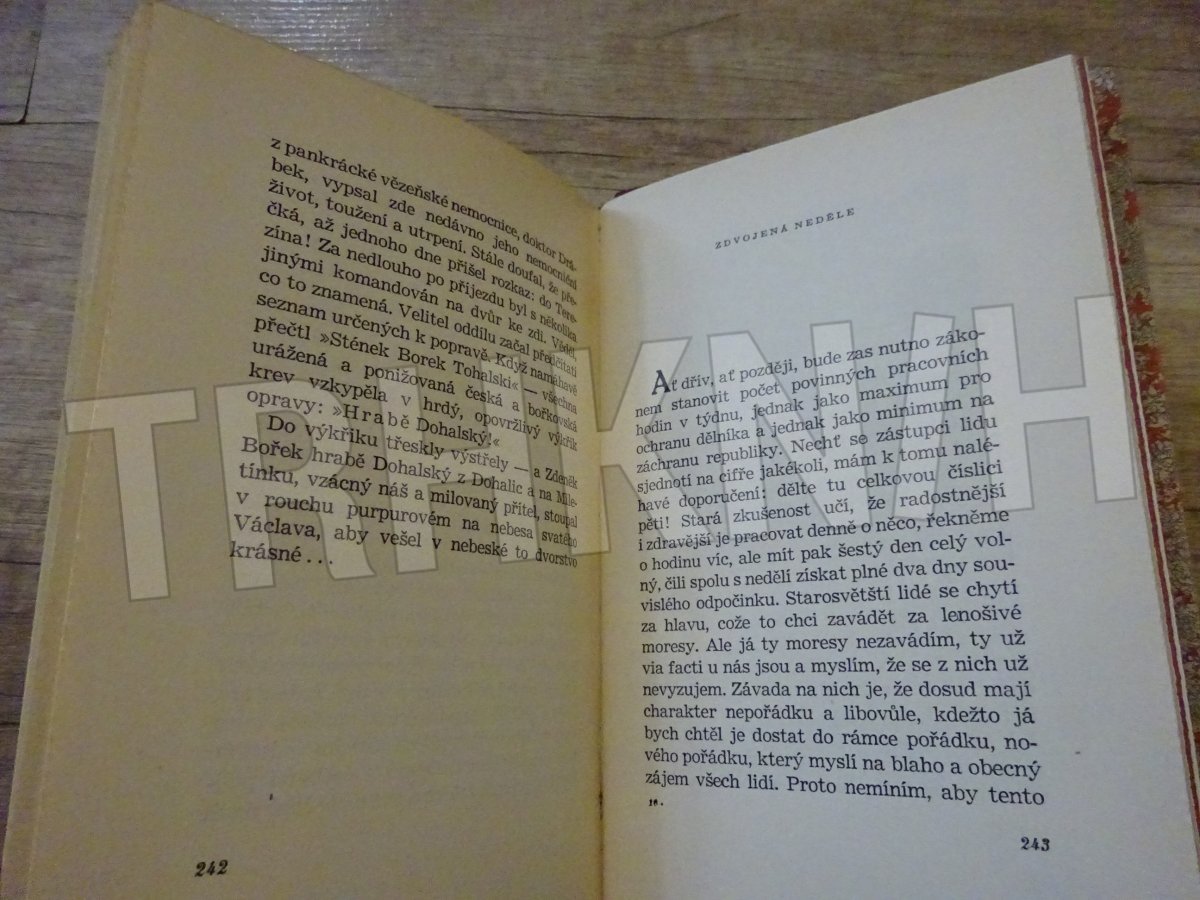 z pankrácké vězeňské nemocnice, doktor Drá-
bek, vypsal zde nedávno jeho nemocniční
život, toužení a utrpení. Stále doufal, že pře-
čká, až jednoho dne přišel rozkaz: do Tere-
zína! Za nedlouho po příjezdu byl s několika
jinými komandován na dvůr ke zdi. Věděl,
co to znamená. Velitel oddílu začal předčítati
seznam určených k popravě. Když namáhavě
přečtl »Stének Borek Tohalski« — všechna
urážená a ponižovaná česká a bořkovská
krev vzkypěla v hrdý, opovržlivý výkřik
opravy: »Hrabě Dohalský!«
Do výkřiku třeskly výstřely — a Zdeněk
Bořek hrabě Dohalský z Dohalic a na Mile-
tínku, vzácný náš a milovaný přítel, stoupal
v rouchu purpurovém na nebesa svatého
Václava, aby vešel v nebeské to dvorstvo
krásné...
242
ZDVOJENÁ NEDĚLE
Ať dřív, ať později, bude zas nutno záko-
nem stanovit počet povinných pracovních
hodin v týdnu, jednak jako maximum pro
ochranu dělníka a jednak jako minimum na
záchranu republiky. Nechť se zástupci lidu
sjednotí na cifře jakékoli, mám k tomu nalé-
havé doporučení: dělte tu celkovou číslici
pěti! Stará zkušenost učí, že radostnější
i zdravější je pracovat denně o něco, řekněme
o hodinu víc, ale mít pak šestý den celý vol-
ný, čili spolu s nedělí získat plné dva dny sou-
vislého odpočinku. Starosvětští lidé se chytí
za hlavu, cože to chci zavádět za lenošivé
moresy. Ale já ty moresy nezavádím, ty už
via facti u nás jsou a myslím, že se z nich už
nevyzujem. Závada na nich je, že dosud mají
charakter nepořádku a libovůle, kdežto já
bych chtěl je dostat do rámce pořádku, no-
vého pořádku, který myslí na blaho a obecný
zájem všech lidí. Proto nemíním, aby tento
243
TRHKNIH